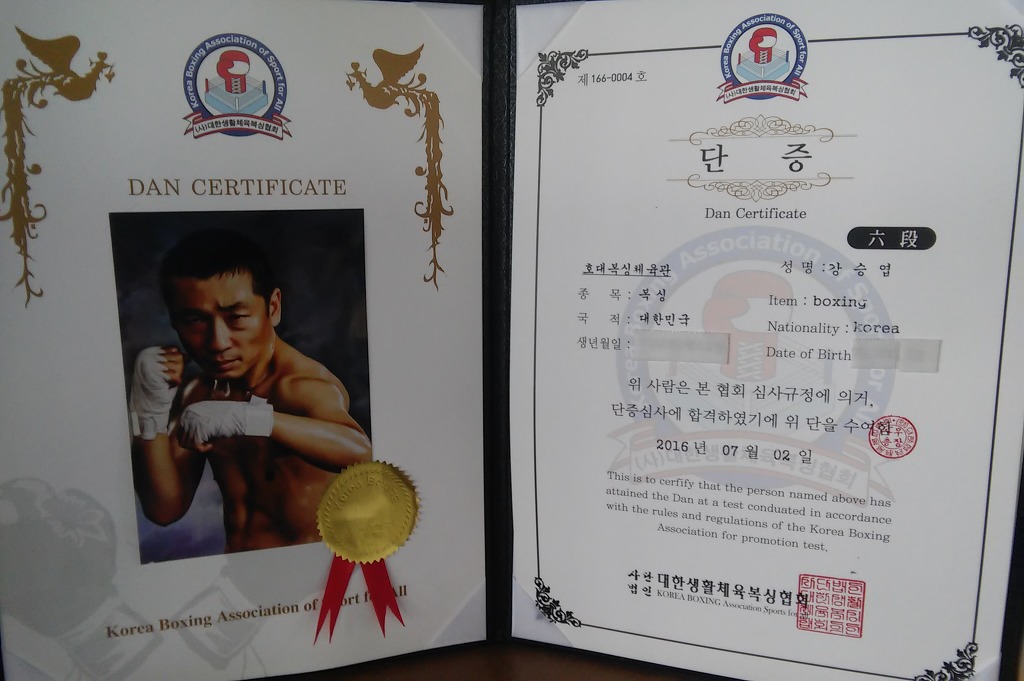 Korea Boxing Association of Sport for All
(사)대한생활체육복싱협회
DAN CERTIFICATE
Korea Boxing Association of Sport for All
제 166-0004 호
Korea Boxing Association of Sport for All
(사)대한생활체육복싱협회
단 증
Dan Certificate
六 段
호대복싱체육관
성 명 : 강 승 엽
종 목 : 복싱
Item : boxing
국 적 : 대한민국
Nationality : korea
생년월일 :
Date of Birth
위 사람은 본 협회 심사규정에 의거,
단증심사에 합격하였기에 위 단을 수여함
2016 년 07 월 02 일
This is to cerfify that the person named above has
attained the Dan at a test conduated in accordance
with the rules and regulations of the Korea Boxing
Association for promotion test.
사단법인 대한생활체육복싱협회
KOREA BOXING Association Sports for